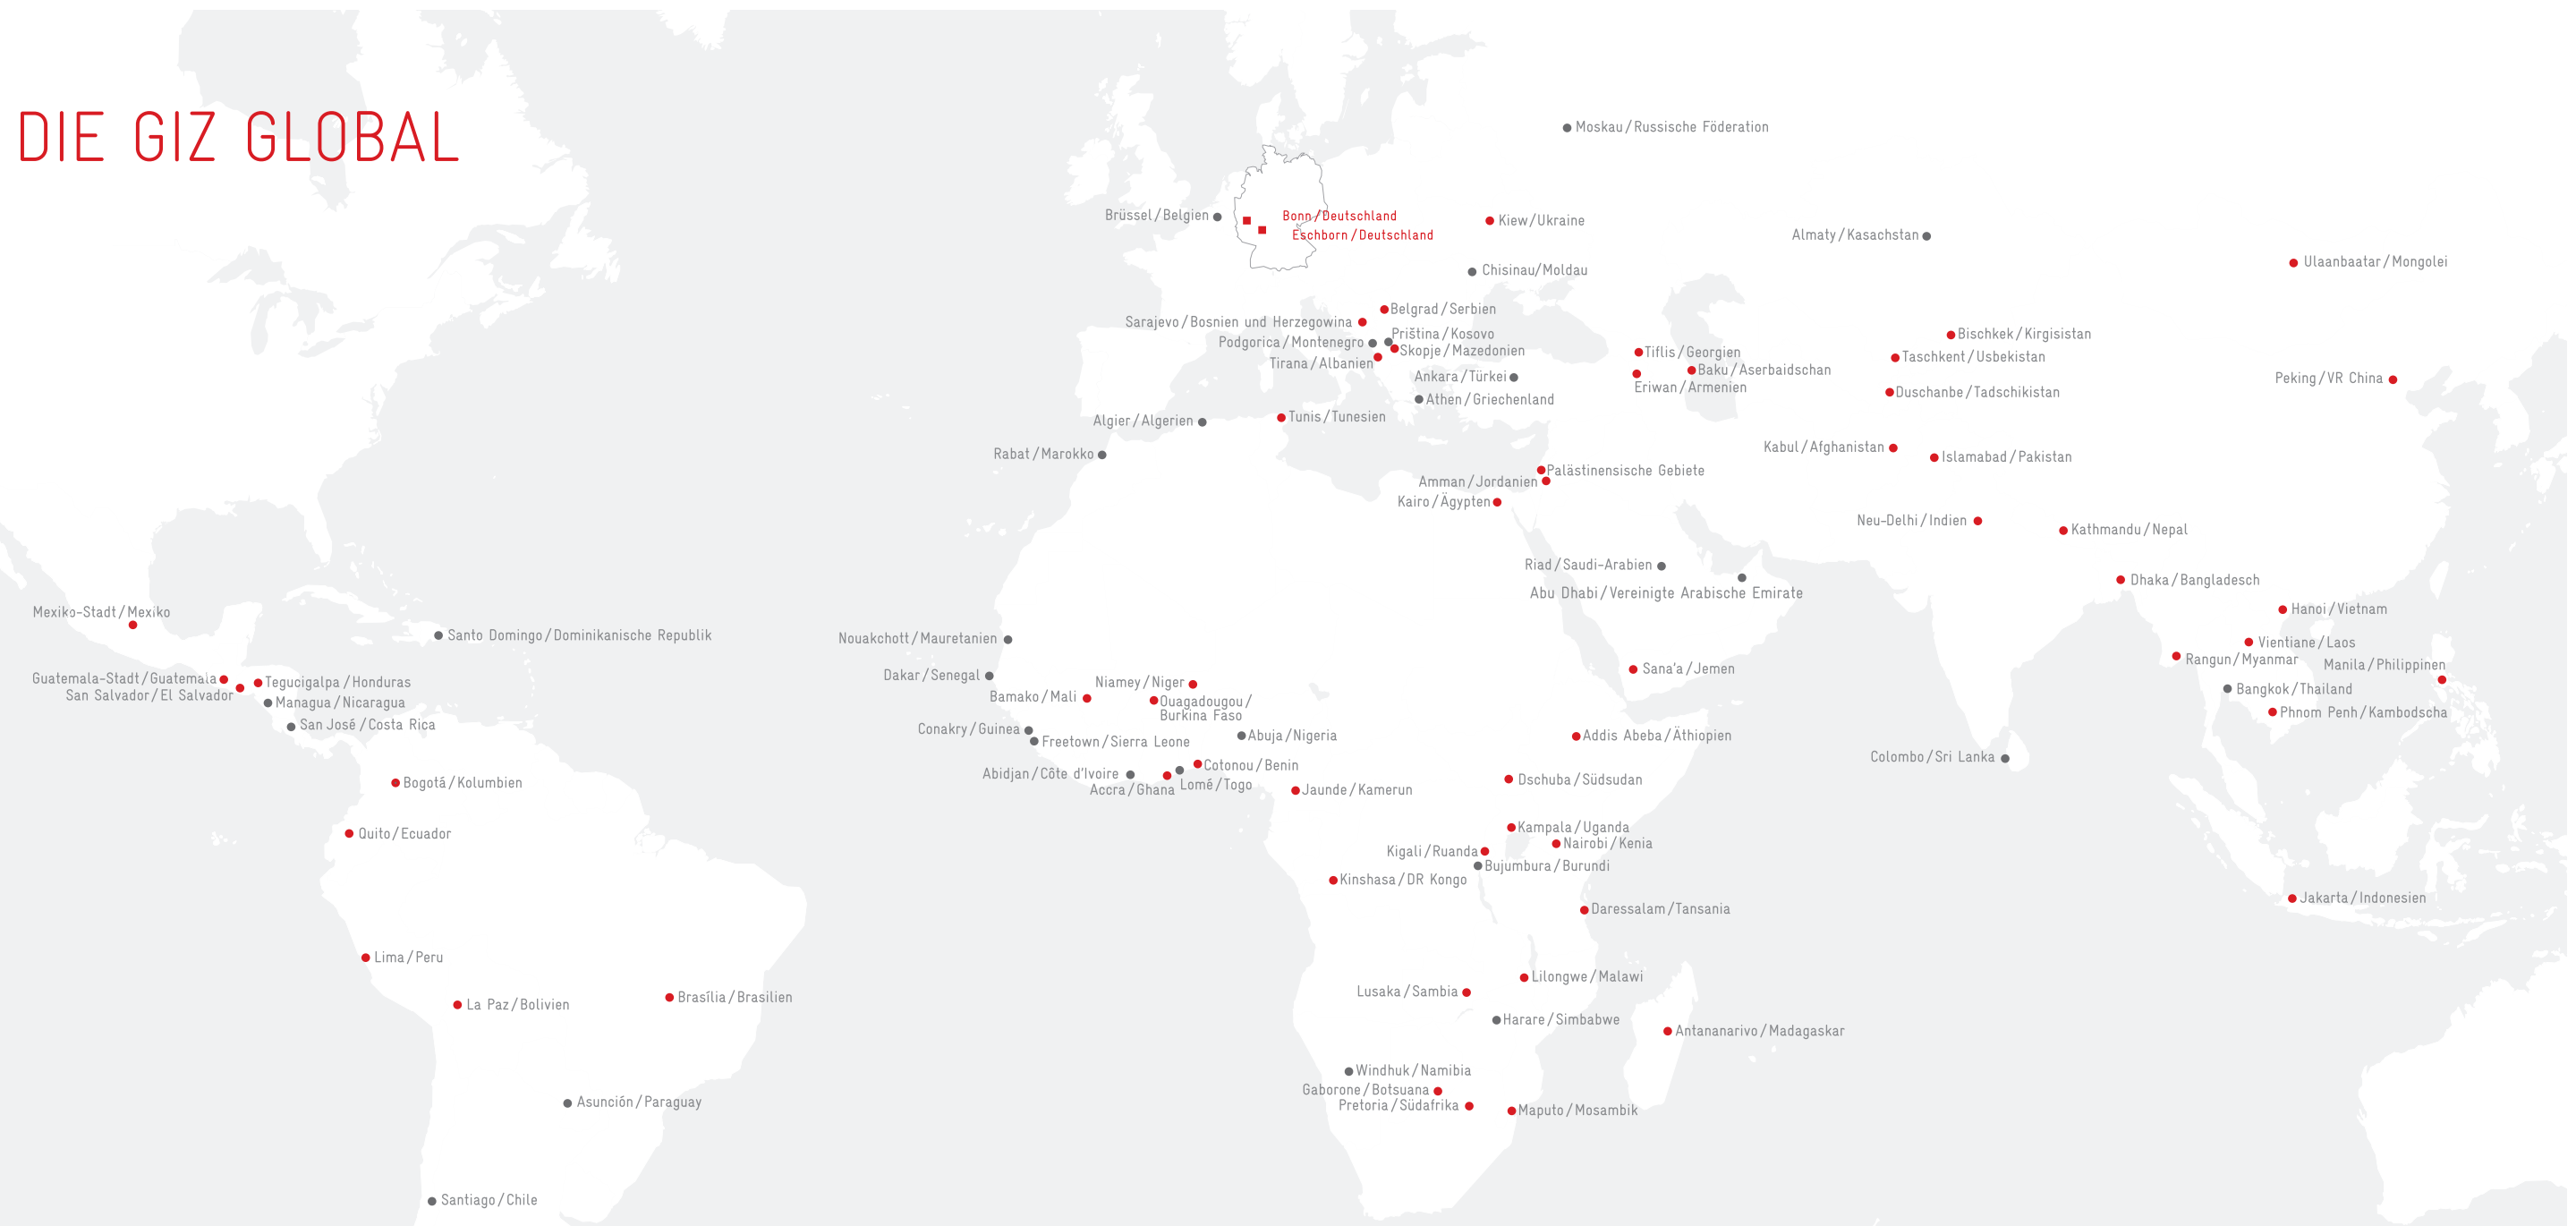 DIE GIZ GLOBAL
Moskau/Russische Föderation
Brüssel/Belgien
Bonn/Deutschland
Eschborn/Deutschland
Kiew/Ukraine
Almaty/Kasachstan
Ulaanbaatar/Mongolei
Chisinau/Moldau
Belgrad/Serbien
Sarajevo/Bosnien und Herzegowina
Priština/Kosovo
Podgorica/Montenegro
Skopje/Mazedonien
Tirana/Albanien
Bischkek/Kirgisistan
Tiflis/Georgien
Taschkent/Usbekistan
Baku/Aserbaidschan
Ankara/Türkei
Eriwan/Armenien
Peking/VR China
Duschanbe/Tadschikistan
Athen/Griechenland
Algier/Algerien
Tunis/Tunesien
Rabat/Marokko
Kabul/Afghanistan
Islamabad/Pakistan
Palästinensische Gebiete
Amman/Jordanien
Kairo/Ägypten
Neu-Delhi/Indien
Kathmandu/Nepal
Riad/Saudi-Arabien
Dhaka/Bangladesch
Abu Dhabi/Vereinigte Arabische Emirate
Mexiko-Stadt/Mexiko
Hanoi/Vietnam
Santo Domingo/Dominikanische Republik
Nouakchott/Mauretanien
Vientiane/Laos
Rangun/Myanmar
Manila/Philippinen
Sana'a/Jemen
Dakar/Senegal
Guatemala-Stadt/Guatemala
Tegucigalpa/Honduras
Niamey/Niger
San Salvador/El Salvador
Bamako/Mali
Bangkok/Thailand
Managua/Nicaragua
Ouagadougou/
Burkina Faso
Phnom Penh/Kambodscha
San José/Costa Rica
Conakry/Guinea
Freetown/Sierra Leone
Abuja/Nigeria
Addis Abeba/Äthiopien
Colombo/Sri Lanka
Cotonou/Benin
Abidjan/Côte d'Ivoire
Lomé/Togo
Accra/Ghana
Bogotá/Kolumbien
Dschuba/Südsudan
Jaunde/Kamerun
Quito/Ecuador
Kampala/Uganda
Nairobi/Kenia
Kigali/Ruanda
Bujumbura/Burundi
Kinshasa/DR Kongo
Jakarta/Indonesien
Daressalam/Tansania
Lima/Peru
Lilongwe/Malawi
Lusaka/Sambia
Brasília/Brasilien
La Paz/Bolivien
Harare/Simbabwe
Antananarivo/Madagaskar
Windhuk/Namibia
Gaborone/Botsuana
Asunción/Paraguay
Pretoria/Südafrika
Maputo/Mosambik
Santiago/Chile